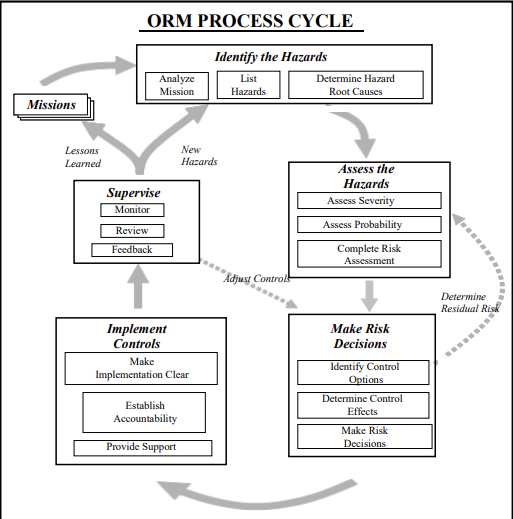 ORM PROCESS CYCLE
Identify the Hazards
Analyze
Mission
List
Hazards
Determine Hazard
Root Causes
Missions
Lessons
Learned
New
Hazards
Assess the
Hazards
Assess Severity
Assess Probability
Complete Risk
Assessment
Supervise
Monitor
Review
Feedback
Adjust Controls
Determine
Residual Risk
Implement
Controls
Make
Implementation Clear
Establish
Accountability
Provide Support
Make Risk
Decisions
Identify Control
Options
Determine Control
Effects
Make Risk
Decisions